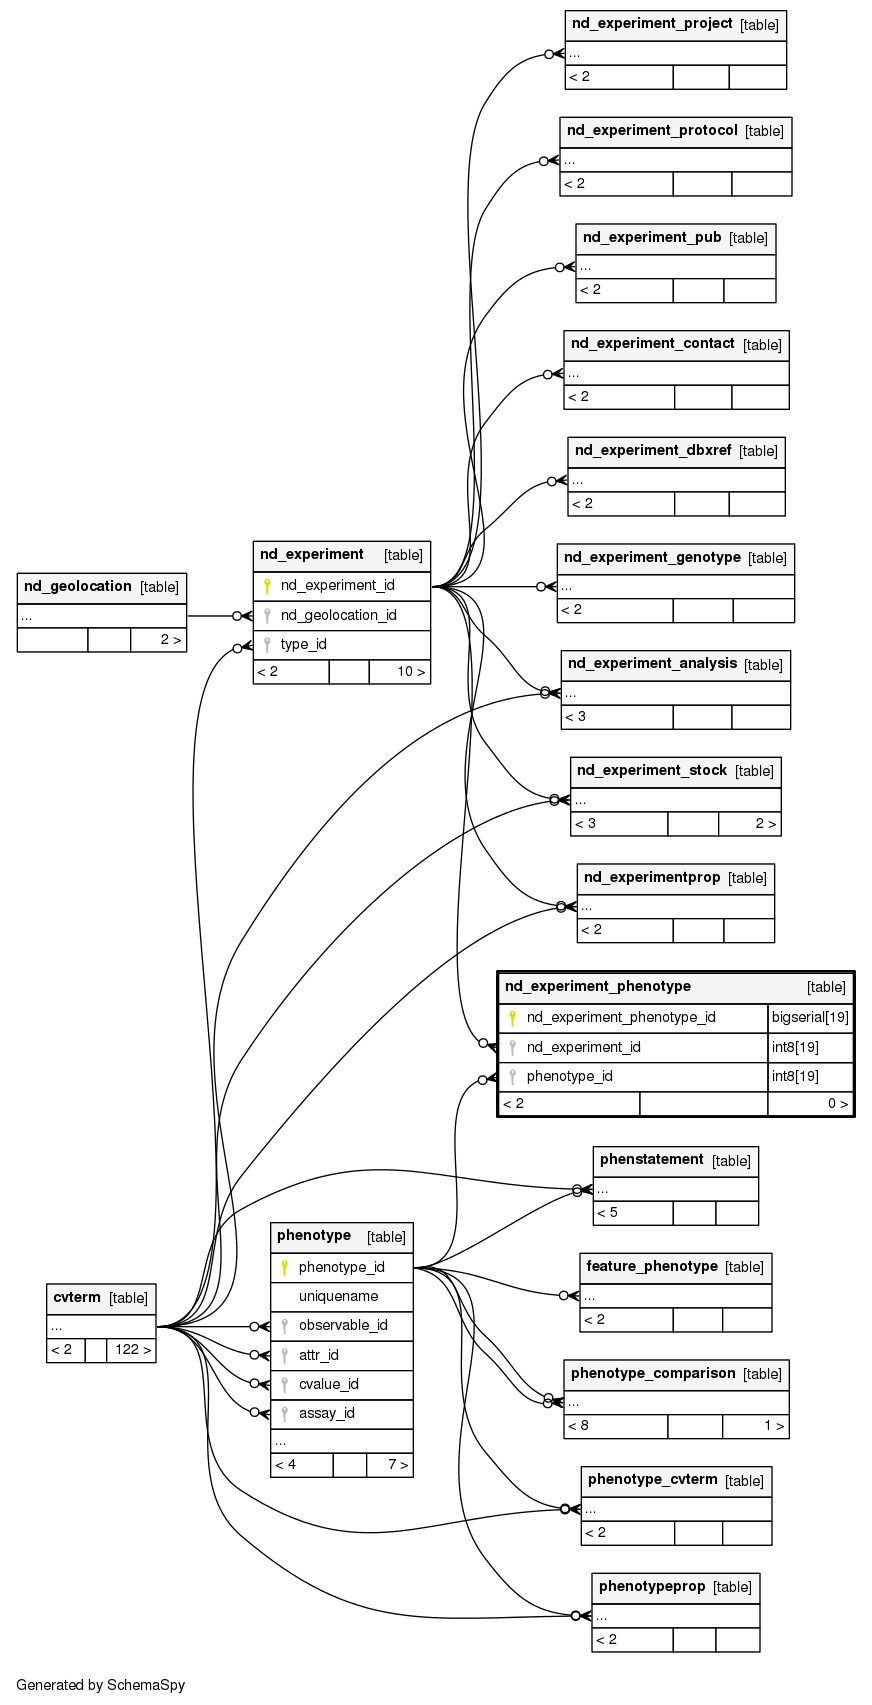 nd_experiment_project [table]
...
< 2
nd_experiment_protocol [table]
...
< 2
nd_experiment_pub [table]
...
< 2
nd_experiment_contact [table]
...
< 2
nd_experiment_dbxref [table]
...
< 2
nd_experiment [table]
nd_experiment_id
nd_geolocation_id
type_id
< 2 10 >
nd_geolocation [table]
...
2 >
nd_experiment_genotype [table]
...
< 2
nd_experiment_analysis [table]
...
< 3
nd_experiment_stock [table]
...
< 3 2 >
nd_experimentprop [table]
...
< 2
nd_experiment_phenotype [table]
nd_experiment_phenotype_id bigserial[19]
nd_experiment_id int8[19]
phenotype_id int8[19]
< 2 0 >
phenstatement [table]
...
< 5
phenotype [table]
phenotype_id
uniquename
observable_id
attr_id
cvalue_id
assay_id
...
< 4 7 >
cvterm [table]
...
< 2 122 >
feature_phenotype [table]
...
< 2
phenotype_comparison [table]
...
< 8 1 >
phenotype_cvterm [table]
...
< 2
phenotypeprop [table]
...
< 2
Generated by SchemaSpy